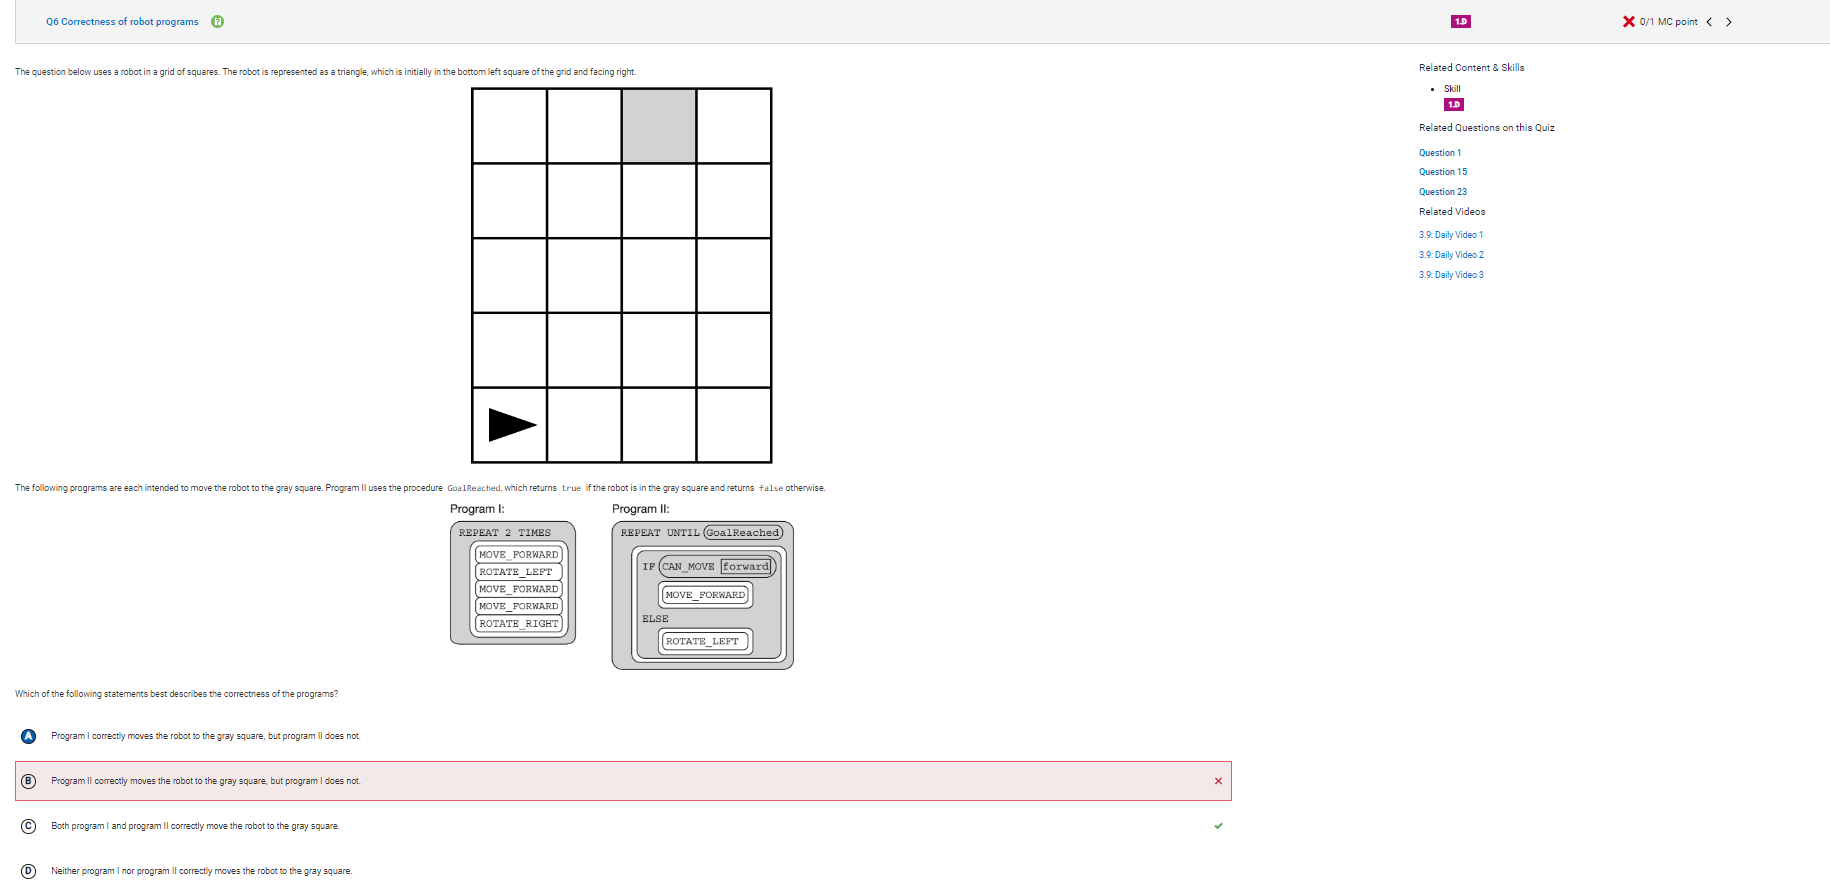 Q6 Correctness of robot programs
1.D
0/1 MC point
The question below uses a robot in a grid of squares. The robot is represented as a triangle, which is initially in the bottom left square of the grid and facing right.
The following programs are each intended to move the robot to the gray square. Program II uses the procedure GoalReached, which returns true if the robot is in the gray square and returns false otherwise.
Program I:
REPEAT 2 TIMES
MOVE_FORWARD
ROTATE_LEFT
MOVE_FORWARD
MOVE_FORWARD
ROTATE_RIGHT
Program II:
REPEAT UNTIL GoalReached
IF CAN_MOVE forward
MOVE_FORWARD
ELSE
ROTATE_LEFT
Which of the following statements best describes the correctness of the programs?
A Program I correctly moves the robot to the gray square, but program II does not.
B Program II correctly moves the robot to the gray square, but program I does not.
C Both program I and program II correctly move the robot to the gray square.
D Neither program I nor program II correctly moves the robot to the gray square.
Related Content & Skills
Skill
1.D
Related Questions on this Quiz
Question 1
Question 15
Question 23
Related Videos
3.9: Daily Video 1
3.9: Daily Video 2
3.9: Daily Video 3